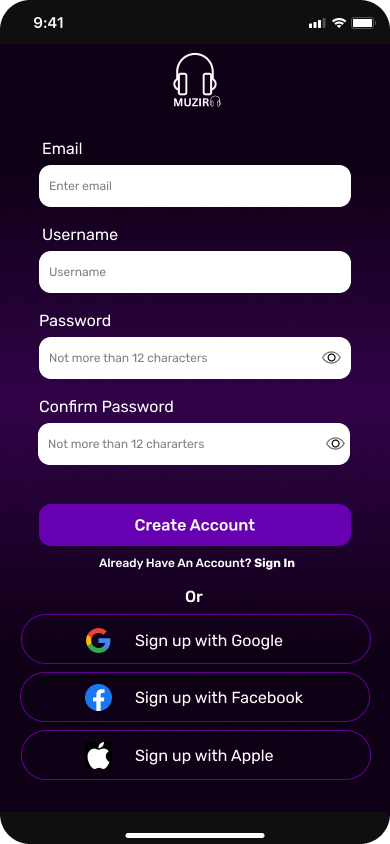 9:41
MUZIR
Email
Enter email
Username
Username
Password
Not more than 12 characters
Confirm Password
Not more than 12 chararters
Create Account
Already Have An Account? Sign In
Or
Sign up with Google
Sign up with Facebook
Sign up with Apple